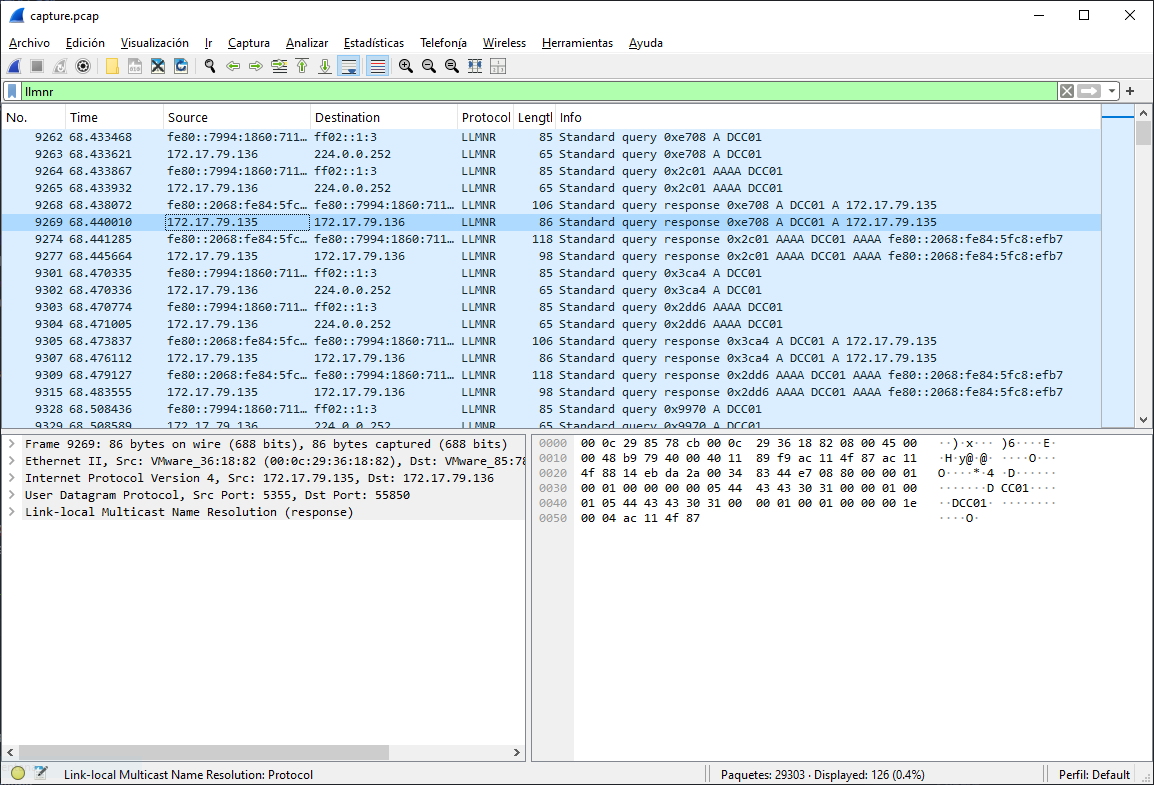 capture.pcap
Archivo Edición Visualización Ir Captura Analizar Estadísticas Telefonía Wireless Herramientas Ayuda
llmnr
No. Time Source Destination Protocol Lengtl Info
9262 68.433468 fe80::7994:1860:711… ff02::1:3 LLMNR 85 Standard query 0xe708 A DCC01
9263 68.433621 172.17.79.136 224.0.0.252 LLMNR 65 Standard query 0xe708 A DCC01
9264 68.433867 fe80::7994:1860:711… ff02::1:3 LLMNR 85 Standard query 0x2c01 AAAA DCC01
9265 68.433932 172.17.79.136 224.0.0.252 LLMNR 65 Standard query 0x2c01 AAAA DCC01
9268 68.438072 fe80::2068:fe84:5fc… fe80::7994:1860:711… LLMNR 106 Standard query response 0xe708 A DCC01 A 172.17.79.135
9269 68.440010 172.17.79.135 172.17.79.136 LLMNR 86 Standard query response 0xe708 A DCC01 A 172.17.79.135
9274 68.441285 fe80::2068:fe84:5fc… fe80::7994:1860:711… LLMNR 118 Standard query response 0x2c01 AAAA DCC01 AAAA fe80::2068:fe84:5fc8:efb7
9277 68.445664 172.17.79.135 172.17.79.136 LLMNR 98 Standard query response 0x2c01 AAAA DCC01 AAAA fe80::2068:fe84:5fc8:efb7
9301 68.470335 fe80::7994:1860:711… ff02::1:3 LLMNR 85 Standard query 0x3ca4 A DCC01
9302 68.470336 172.17.79.136 224.0.0.252 LLMNR 65 Standard query 0x3ca4 A DCC01
9303 68.470774 fe80::7994:1860:711… ff02::1:3 LLMNR 85 Standard query 0x2dd6 AAAA DCC01
9304 68.471005 172.17.79.136 224.0.0.252 LLMNR 65 Standard query 0x2dd6 AAAA DCC01
9305 68.473837 fe80::2068:fe84:5fc… fe80::7994:1860:711… LLMNR 106 Standard query response 0x3ca4 A DCC01 A 172.17.79.135
9307 68.476112 172.17.79.135 172.17.79.136 LLMNR 86 Standard query response 0x3ca4 A DCC01 A 172.17.79.135
9309 68.479127 fe80::2068:fe84:5fc… fe80::7994:1860:711… LLMNR 118 Standard query response 0x2dd6 AAAA DCC01 AAAA fe80::2068:fe84:5fc8:efb7
9315 68.483555 172.17.79.135 172.17.79.136 LLMNR 98 Standard query response 0x2dd6 AAAA DCC01 AAAA fe80::2068:fe84:5fc8:efb7
9328 68.508436 fe80::7994:1860:711… ff02::1:3 LLMNR 85 Standard query 0x9970 A DCC01
9329 68.508589 172.17.79.136 224.0.0.252 LLMNR 65 Standard query 0x9970 A DCC01
Frame 9269: 86 bytes on wire (688 bits), 86 bytes captured (688 bits)
Ethernet II, Src: VMware_36:18:82 (00:0c:29:36:18:82), Dst: VMware_85:78
Internet Protocol Version 4, Src: 172.17.79.135, Dst: 172.17.79.136
User Datagram Protocol, Src Port: 5355, Dst Port: 55850
Link-local Multicast Name Resolution (response)
0000 00 0c 29 85 78 cb 00 0c 29 36 18 82 08 00 45 00 ··)·x··· )6····E·
0010 00 48 b9 79 40 00 40 11 89 f9 ac 11 4f 87 ac 11 ·H·y@·@· ····O···
0020 4f 88 14 eb da 2a 00 34 83 44 e7 08 80 00 00 01 O····*·4 ·D······
0030 00 01 00 00 00 00 05 44 43 43 30 31 00 00 01 00 ·······D CC01····
0040 01 05 44 43 43 30 31 00 00 01 00 01 00 00 00 1e ··DCC01· ········
0050 00 04 ac 11 4f 87 ····O·
Link-local Multicast Name Resolution: Protocol
Paquetes: 29303 · Displayed: 126 (0.4%)
Perfil: Default